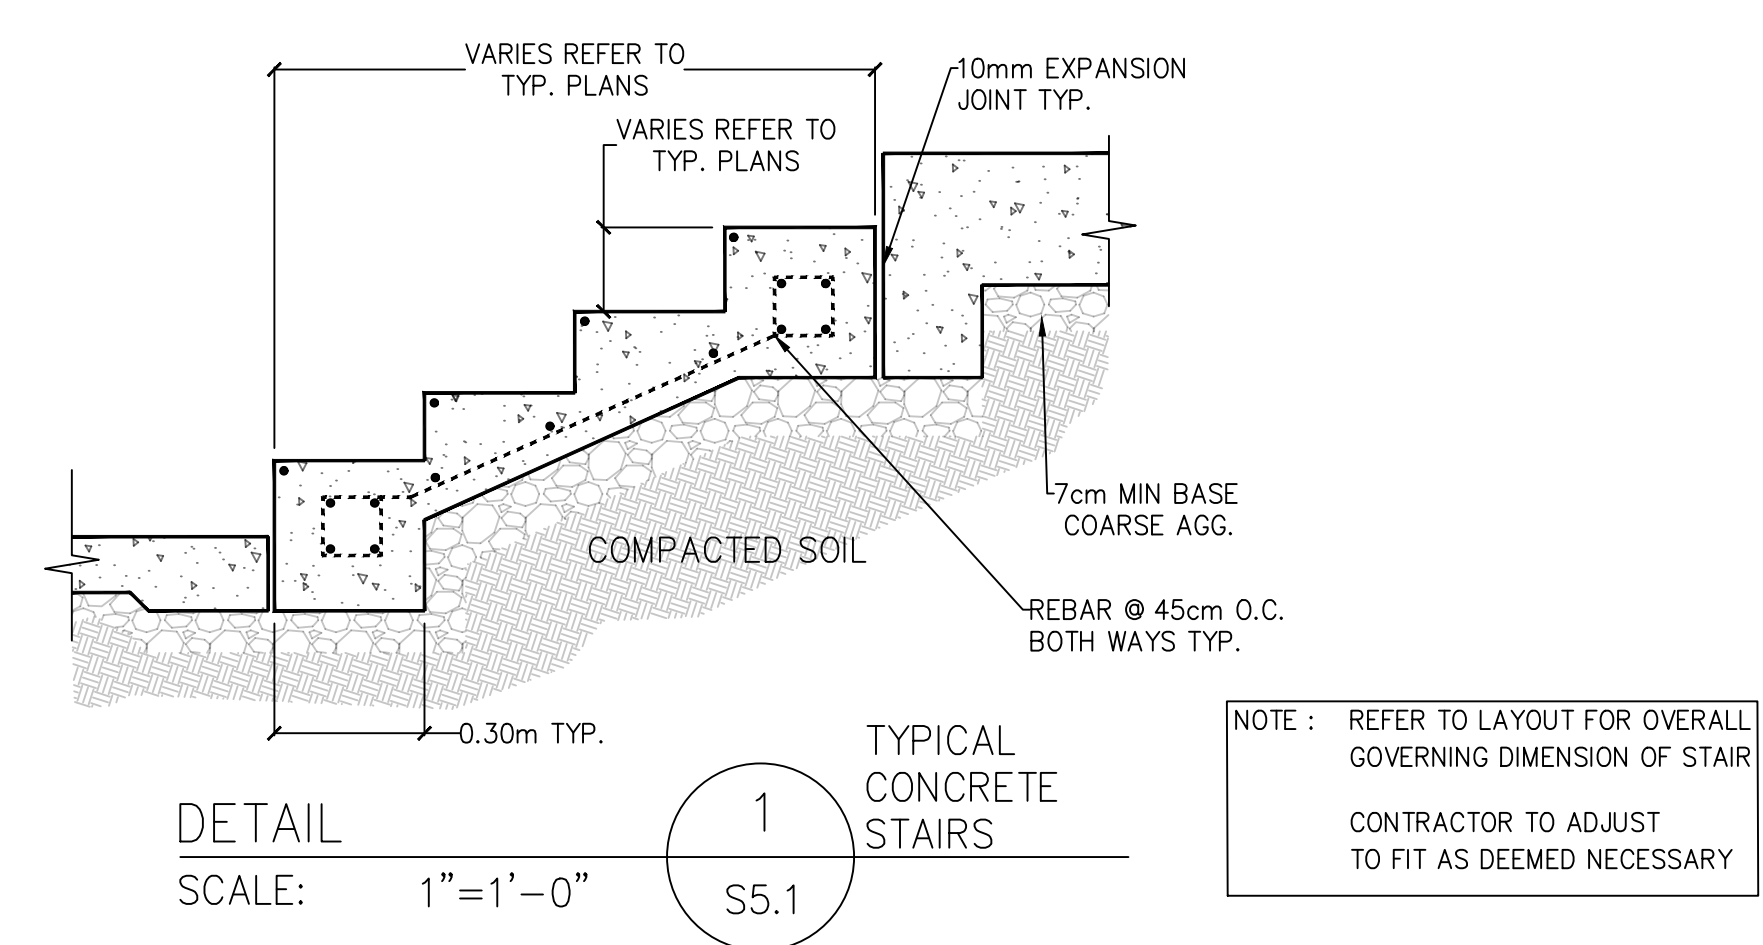 VARIES REFER TO
TYP. PLANS
10mm EXPANSION
JOINT TYP.
VARIES REFER TO
TYP. PLANS
7cm MIN BASE
COARSE AGG.
COMPACTED SOIL
REBAR @ 45cm O.C.
BOTH WAYS TYP.
0.30m TYP.
NOTE : REFER TO LAYOUT FOR OVERALL
GOVERNING DIMENSION OF STAIR
CONTRACTOR TO ADJUST
TO FIT AS DEEMED NECESSARY
DETAIL
SCALE: 1"=1'-0"
1
S5.1
TYPICAL
CONCRETE
STAIRS